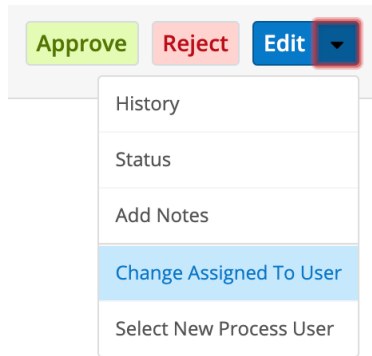 Approve Reject Edit
History
Status
Add Notes
Change Assigned To User
Select New Process User